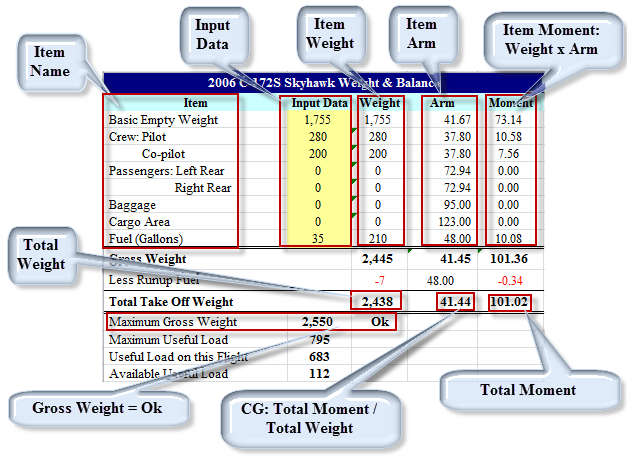 Input
Data
Item
Weight
Item
Arm
Item Moment:
Weight x Arm
Item
Name
2006 C-172S Skyhawk Weight & Balance
Item Input Data Weight Arm Moment
Basic Empty Weight 1,755 1,755 41.67 73.14
Crew: Pilot 280 280 37.80 10.58
Co-pilot 200 200 37.80 7.56
Passengers: Left Rear 0 0 72.94 0.00
Right Rear 0 0 72.94 0.00
Baggage 0 0 95.00 0.00
Cargo Area 0 0 123.00 0.00
Fuel (Gallons) 35 210 48.00 10.08
Total
Weight
Gross Weight 2,445 41.45 101.36
Less Runup Fuel -7 48.00 -0.34
Total Take Off Weight 2,438 41.44 101.02
Maximum Gross Weight 2,550 Ok
Maximum Useful Load 795
Useful Load on this Flight 683
Available Useful Load 112
Gross Weight = Ok
CG: Total Moment /
Total Weight
Total Moment